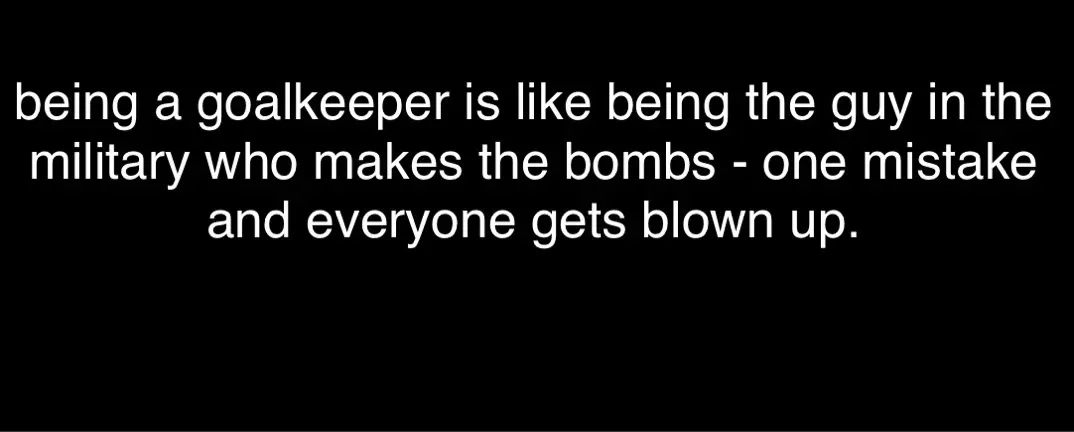 being a goalkeeper is like being the guy in the
military who makes the bombs - one mistake
and everyone gets blown up.